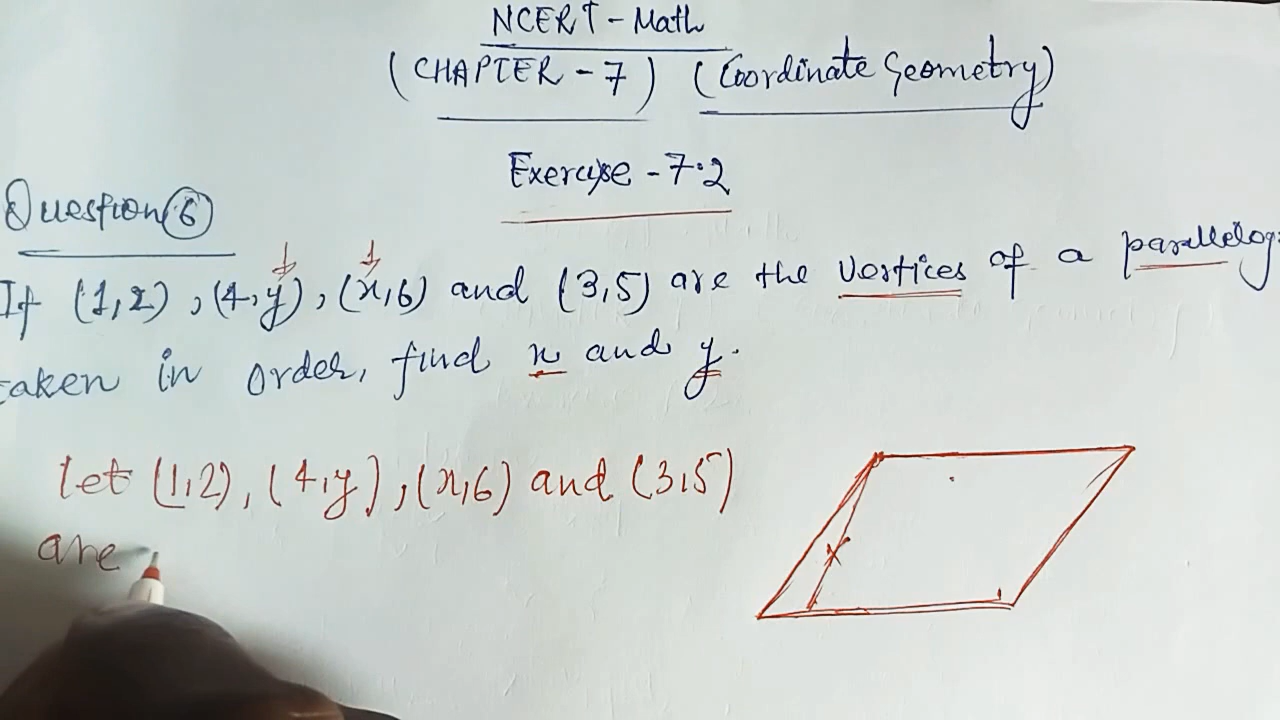 NCERT - Math
(CHAPTER - 7) (Coordinate Geometry)
Exercise - 7.2
Question 6
If (1,2), (4,y), (x,6) and (3,5) are the vertices of a parallelog
taken in order, find x and y.
let (1,2), (4,y), (x,6) and (3,5)
are